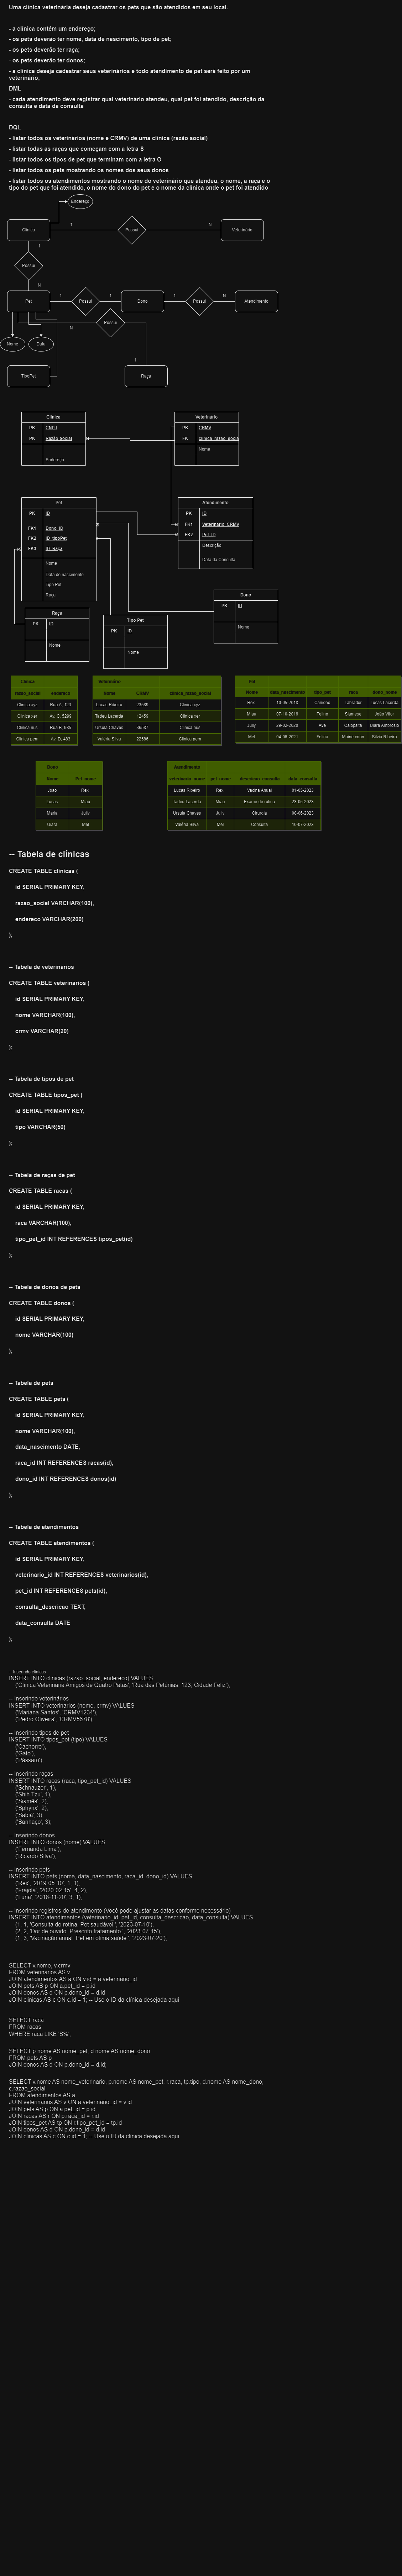 Uma clínica veterinária deseja cadastrar os pets que são atendidos em seu local.
- a clínica contém um endereço;
- os pets deverão ter nome, data de nascimento, tipo de pet;
- os pets deverão ter raça;
- os pets deverão ter donos;
- a clínica deseja cadastrar seus veterinários e todo atendimento de pet será feito por um
veterinário;
DML
- cada atendimento deve registrar qual veterinário atendeu, qual pet foi atendido, descrição da
consulta e data da consulta
DQL
- listar todos os veterinários (nome e CRMV) de uma clínica (razão social)
- listar todas as raças que começam com a letra S
- listar todos os tipos de pet que terminam com a letra O
- listar todos os pets mostrando os nomes dos seus donos
- listar todos os atendimentos mostrando o nome do veterinário que atendeu, o nome, a raça e o
tipo do pet que foi atendido, o nome do dono do pet e o nome da clínica onde o pet foi atendido
Endereço
Clinica
1
Possui
N
Veterinário
1
Possui
N
Pet
1
Possui
1
Dono
1
Possui
N
Atendimento
Possui
N
Nome
Data
1
TipoPet
Raça
Clínica
PK
CNPJ
PK
Razão Social
Endereço
Veterinário
PK
CRMV
FK
clinica_razao_social
Nome
Pet
PK
ID
FK1
Dono_ID
FK2
ID_tipoPet
FK3
ID_Raça
Nome
Data de nascimento
Tipo Pet
Raça
Atendimento
PK
ID
FK1
Veterinario_CRMV
FK2
Pet_ID
Descrição
Data da Consulta
Dono
PK
ID
Nome
Raça
PK
ID
Nome
Tipo Pet
PK
ID
Nome
Clínica
razao_social endereco
Clinica ryz Rua A, 123
Clinica rer Av. C, 5299
Clinica nus Rua B, 985
Clinica pem Av. D, 463
Veterinário
Nome CRMV clinica_razao_social
Lucas Ribeiro 23589 Clinica ryz
Tadeu Lacerda 12459 Clinica rer
Ursula Chaves 36587 Clinica nus
Valéria Silva 22586 Clinica pem
Pet
Nome data_nascimento tipo_pet raca dono_nome
Rex 10-05-2018 Canideo Labrador Lucas Lacerda
Miau 07-10-2019 Felino Siamese João Vitor
Jully 29-02-2020 Ave Calopsita Uiara Ambrosio
Mel 04-06-2021 Felina Maine coon Silvia Ribeiro
Dono
Nome Pet_nome
Joao Rex
Lucas Miau
Maria Jully
Uiara Mel
Atendimento
veterinario_nome pet_nome descricao_consulta data_consulta
Lucas Ribeiro Rex Vacina Anual 01-05-2023
Tadeu Lacerda Miau Exame de rotina 23-05-2023
Ursula Chaves Jully Cirurgia 06-06-2023
Valéria Silva Mel Consulta 10-07-2023
-- Tabela de clínicas
CREATE TABLE clinicas (
id SERIAL PRIMARY KEY,
razao_social VARCHAR(100),
endereco VARCHAR(200)
);
-- Tabela de veterinários
CREATE TABLE veterinarios (
id SERIAL PRIMARY KEY,
nome VARCHAR(100),
crmv VARCHAR(20)
);
-- Tabela de tipos de pet
CREATE TABLE tipos_pet (
id SERIAL PRIMARY KEY,
tipo VARCHAR(50)
);
-- Tabela de raças de pet
CREATE TABLE racas (
id SERIAL PRIMARY KEY,
raca VARCHAR(100),
tipo_pet_id INT REFERENCES tipos_pet(id)
);
-- Tabela de donos de pets
CREATE TABLE donos (
id SERIAL PRIMARY KEY,
nome VARCHAR(100)
);
-- Tabela de pets
CREATE TABLE pets (
id SERIAL PRIMARY KEY,
nome VARCHAR(100),
data_nascimento DATE,
raca_id INT REFERENCES racas(id),
dono_id INT REFERENCES donos(id)
);
-- Tabela de atendimentos
CREATE TABLE atendimentos (
id SERIAL PRIMARY KEY,
veterinario_id INT REFERENCES veterinarios(id),
pet_id INT REFERENCES pets(id),
consulta_descricao TEXT,
data_consulta DATE
);
-- Inserindo clínicas
INSERT INTO clinicas (razao_social, endereco) VALUES
('Clínica Veterinária Amigos de Quatro Patas', 'Rua das Petúnias, 123, Cidade Feliz');
-- Inserindo veterinários
INSERT INTO veterinarios (nome, crmv) VALUES
('Mariana Santos', 'CRMV1234'),
('Pedro Oliveira', 'CRMV5678');
-- Inserindo tipos de pet
INSERT INTO tipos_pet (tipo) VALUES
('Cachorro'),
('Gato'),
('Pássaro');
-- Inserindo raças
INSERT INTO racas (raca, tipo_pet_id) VALUES
('Schnauzer', 1),
('Shih Tzu', 1),
('Siamês', 2),
('Sphynx', 2),
('Sabiá', 3),
('Sanhaço', 3);
-- Inserindo donos
INSERT INTO donos (nome) VALUES
('Fernanda Lima'),
('Ricardo Silva');
-- Inserindo pets
INSERT INTO pets (nome, data_nascimento, raca_id, dono_id) VALUES
('Rex', '2019-05-10', 1, 1),
('Frajola', '2020-02-15', 4, 2),
('Luna', '2018-11-20', 3, 1);
-- Inserindo registros de atendimento (Você pode ajustar as datas conforme necessário)
INSERT INTO atendimentos (veterinario_id, pet_id, consulta_descricao, data_consulta) VALUES
(1, 1, 'Consulta de rotina. Pet saudável.', '2023-07-10'),
(2, 2, 'Dor de ouvido. Prescrito tratamento.', '2023-07-15'),
(1, 3, 'Vacinação anual. Pet em ótima saúde.', '2023-07-20');
SELECT v.nome, v.crmv
FROM veterinarios AS v
JOIN atendimentos AS a ON v.id = a.veterinario_id
JOIN pets AS p ON a.pet_id = p.id
JOIN donos AS d ON p.dono_id = d.id
JOIN clinicas AS c ON c.id = 1; -- Use o ID da clínica desejada aqui
SELECT raca
FROM racas
WHERE raca LIKE 'S%';
SELECT p.nome AS nome_pet, d.nome AS nome_dono
FROM pets AS p
JOIN donos AS d ON p.dono_id = d.id;
SELECT v.nome AS nome_veterinario, p.nome AS nome_pet, r.raca, tp.tipo, d.nome AS nome_dono,
c.razao_social
FROM atendimentos AS a
JOIN veterinarios AS v ON a.veterinario_id = v.id
JOIN pets AS p ON a.pet_id = p.id
JOIN racas AS r ON p.raca_id = r.id
JOIN tipos_pet AS tp ON r.tipo_pet_id = tp.id
JOIN donos AS d ON p.dono_id = d.id
JOIN clinicas AS c ON c.id = 1; -- Use o ID da clínica desejada aqui